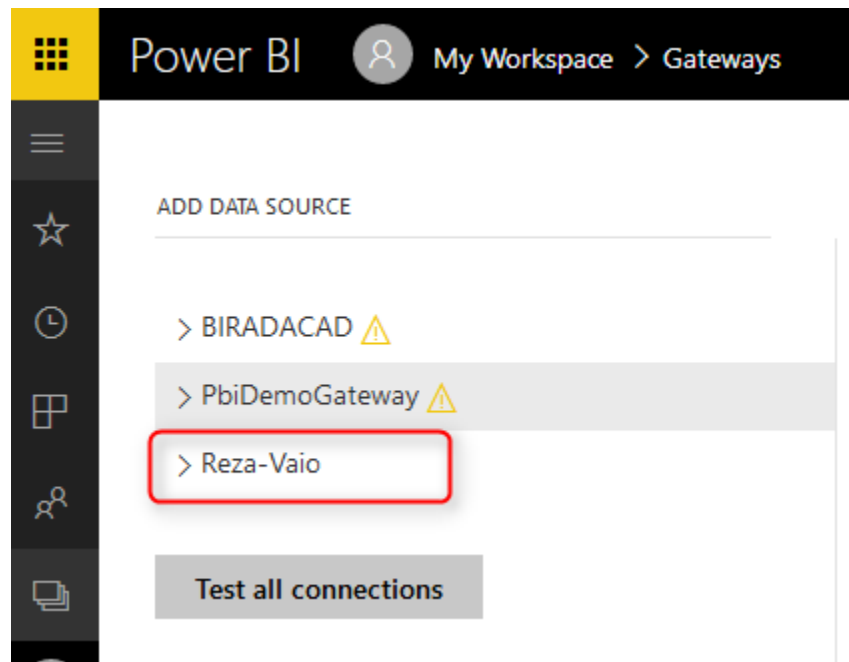 Power BI My Workspace > Gateways
ADD DATA SOURCE
> BIRADACAD
> PbiDemoGateway
> Reza-Vaio
Test all connections